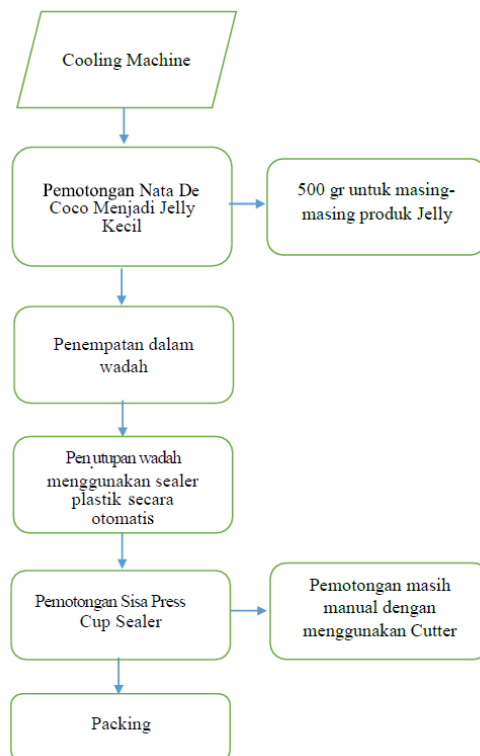 Cooling Machine
Pemotongan Nata De
Coco Menjadi Jelly
Kecil
500 gr untuk masing-
masing produk Jelly
Penempatan dalam
wadah
Penutupan wadah
menggunakan sealer
plastik secara
otomatis
Pemotongan Sisa Press
Cup Sealer
Pemotongan masih
manual dengan
menggunakan Cutter
Packing